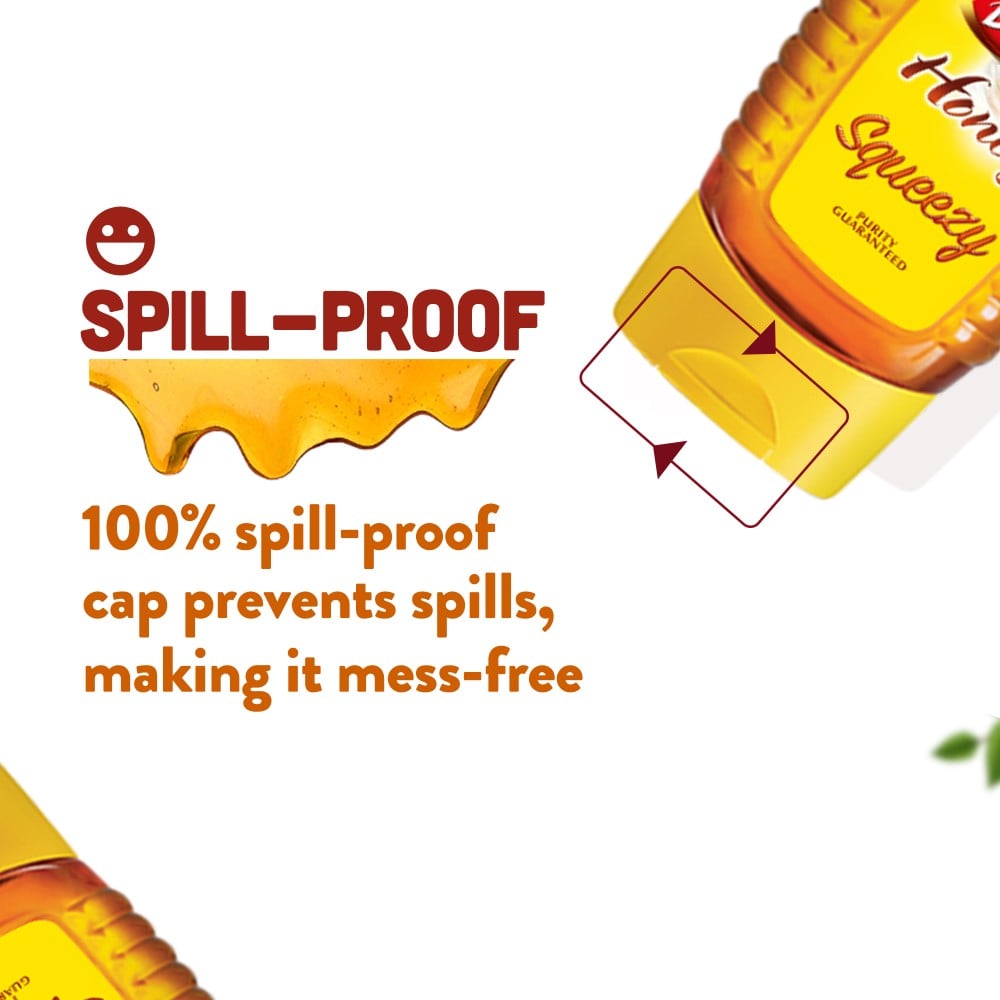 Squeezy
PURITY
GUARANTEED
SPILL-PROOF
100% spill-proof
cap prevents spills,
making it mess-free